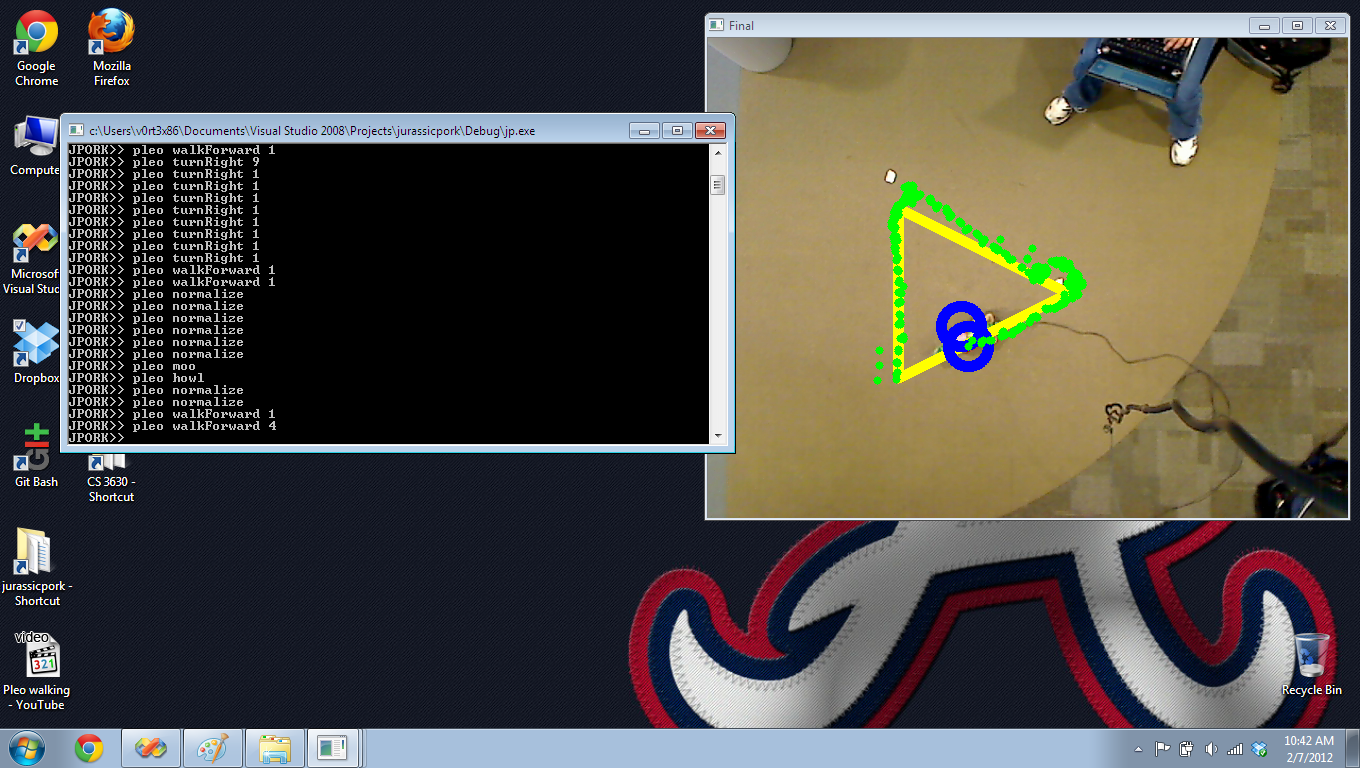 Google
Chrome
Mozilla
Firefox
Compute
Microsof
Visual Stud
Dropbox
Git Bash
CS 3630 -
Shortcut
jurassicpork -
Shortcut
video
321
Pleo walking
- YouTube
c:\Users\v0rt3x86\Documents\Visual Studio 2008\Projects\jurassicpork\Debug\jp.exe
JPORK>> pleo walkForward 1
JPORK>> pleo turnRight 9
JPORK>> pleo turnRight 1
JPORK>> pleo turnRight 1
JPORK>> pleo turnRight 1
JPORK>> pleo turnRight 1
JPORK>> pleo turnRight 1
JPORK>> pleo turnRight 1
JPORK>> pleo turnRight 1
JPORK>> pleo turnRight 1
JPORK>> pleo walkForward 1
JPORK>> pleo walkForward 1
JPORK>> pleo normalize
JPORK>> pleo normalize
JPORK>> pleo normalize
JPORK>> pleo normalize
JPORK>> pleo normalize
JPORK>> pleo normalize
JPORK>> pleo moo
JPORK>> pleo howl
JPORK>> pleo normalize
JPORK>> pleo normalize
JPORK>> pleo walkForward 1
JPORK>> pleo walkForward 4
JPORK>>
Final
Recycle Bin
10:42 AM
2/7/2012